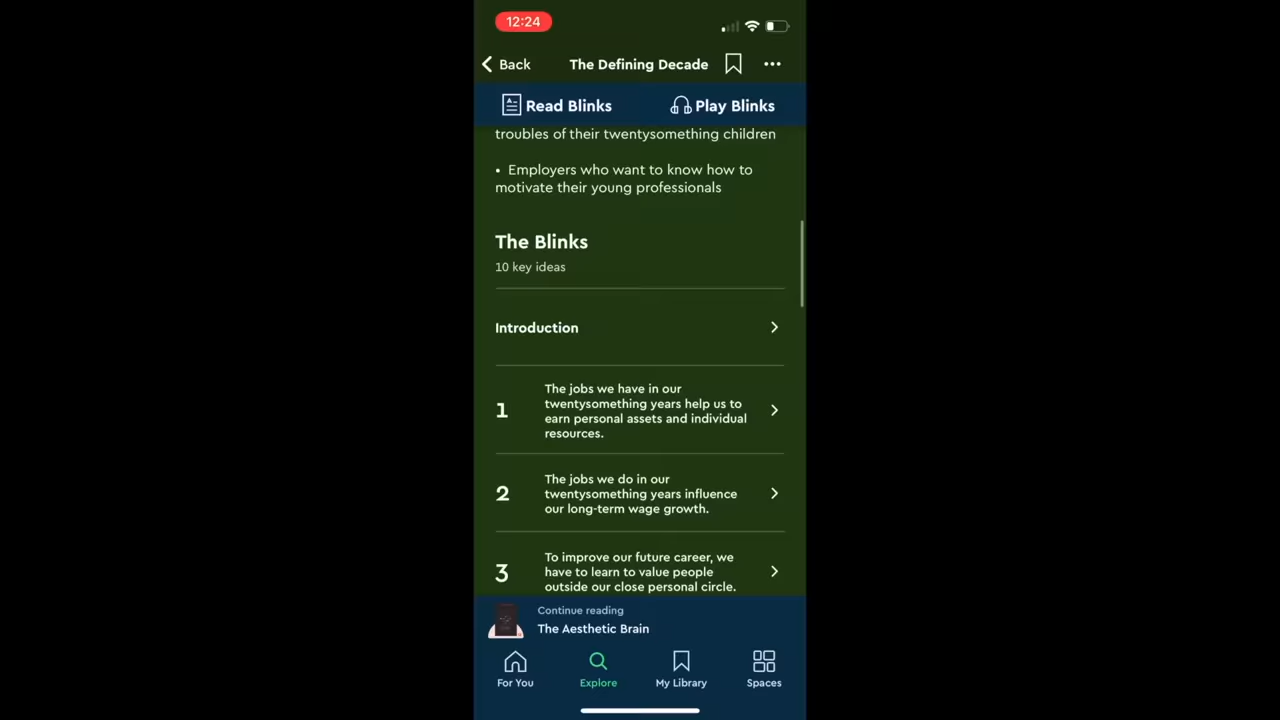 12:24
Back
The Defining Decade
Read Blinks
Play Blinks
troubles of their twentysomething children
• Employers who want to know how to
motivate their young professionals
The Blinks
10 key ideas
Introduction
1
The jobs we have in our
twentysomething years help us to
earn personal assets and individual
resources.
2
The jobs we do in our
twentysomething years influence
our long-term wage growth.
3
To improve our future career, we
have to learn to value people
outside our close personal circle.
Continue reading
The Aesthetic Brain
For You
Explore
My Library
Spaces